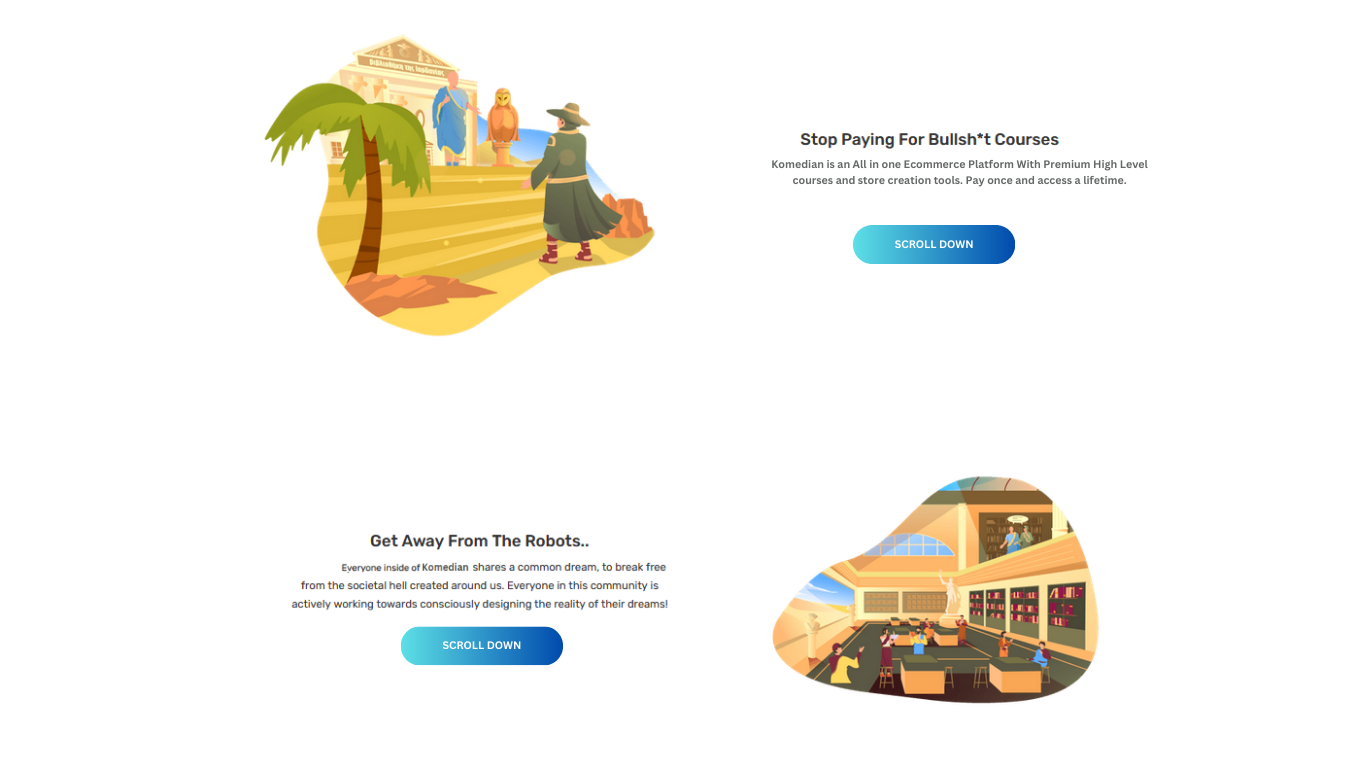 Stop Paying For Bullsh*t Courses
Komedian is an All in one Ecommerce Platform With Premium High Level
courses and store creation tools. Pay once and access a lifetime.
SCROLL DOWN
Get Away From The Robots..
Everyone inside of Komedian shares a common dream, to break free
from the societal hell created around us. Everyone in this community is
actively working towards consciously designing the reality of their dreams!
SCROLL DOWN